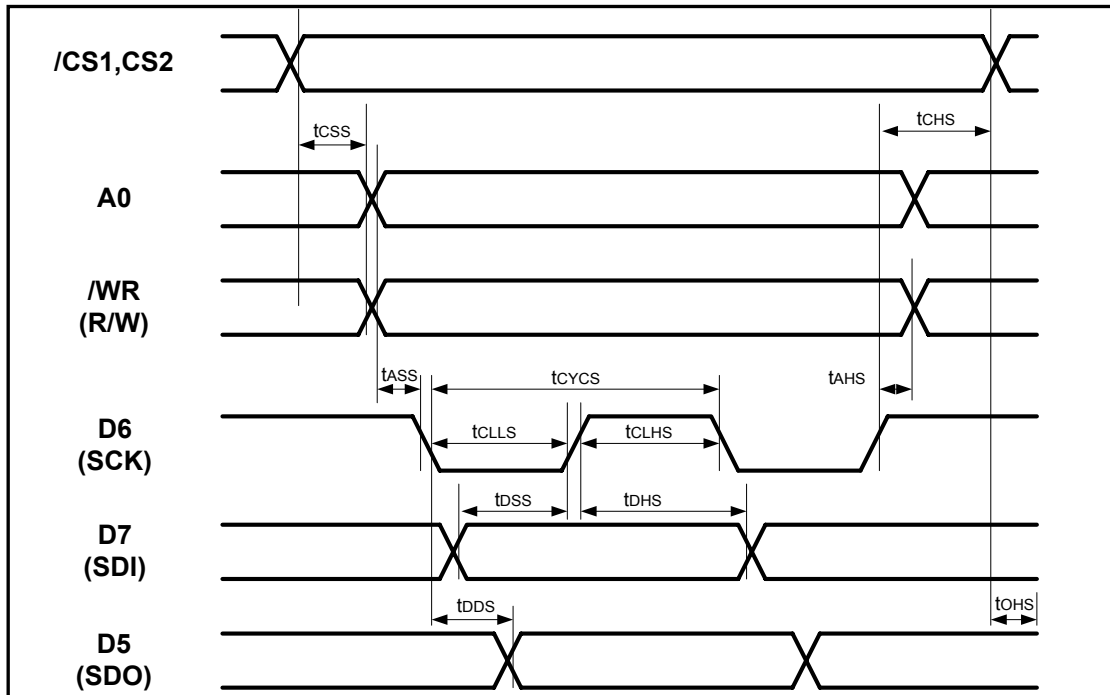 /CS1,CS2
tCSS
tCHS
A0
/WR
(R/W)
tASS
tCYCS
tAHS
D6
(SCK)
tCLLS
tCLHS
tDSS
tDHS
D7
(SDI)
tDDS
tOHS
D5
(SDO)